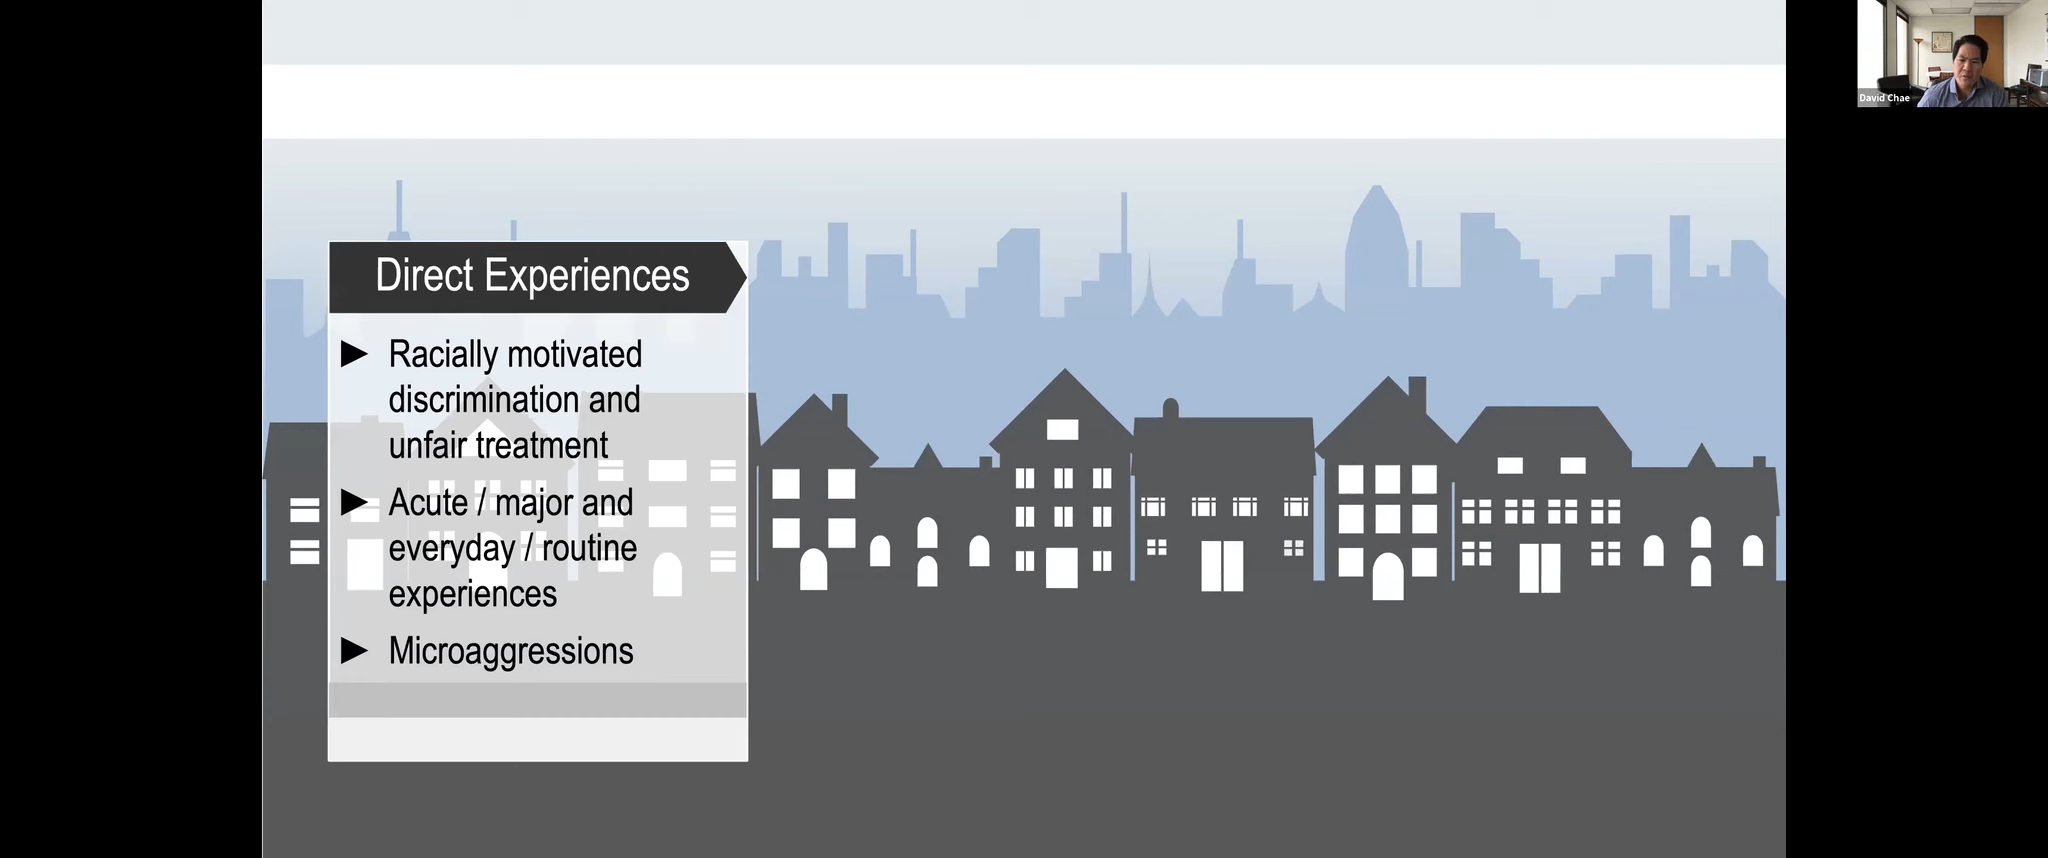 Direct Experiences
► Racially motivated
discrimination and
unfair treatment
► Acute / major and
everyday / routine
experiences
► Microaggressions
David Chae